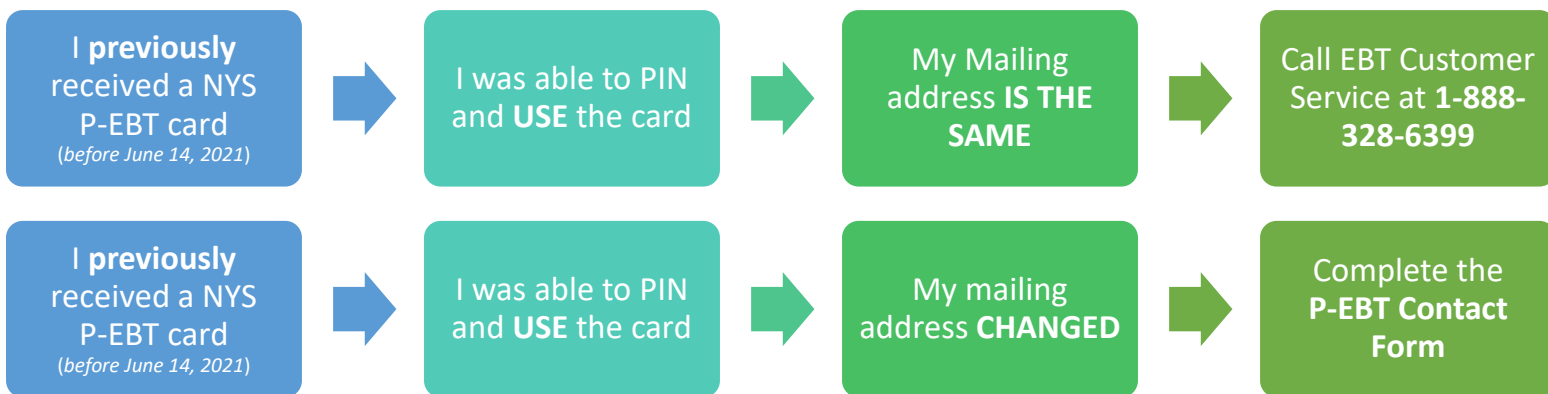 I previously
received a NYS
P-EBT card
(before June 14, 2021)
I was able to PIN
and USE the card
My Mailing
address IS THE
SAME
Call EBT Customer
Service at 1-888-
328-6399
I previously
received a NYS
P-EBT card
(before June 14, 2021)
I was able to PIN
and USE the card
My mailing
address CHANGED
Complete the
P-EBT Contact
Form